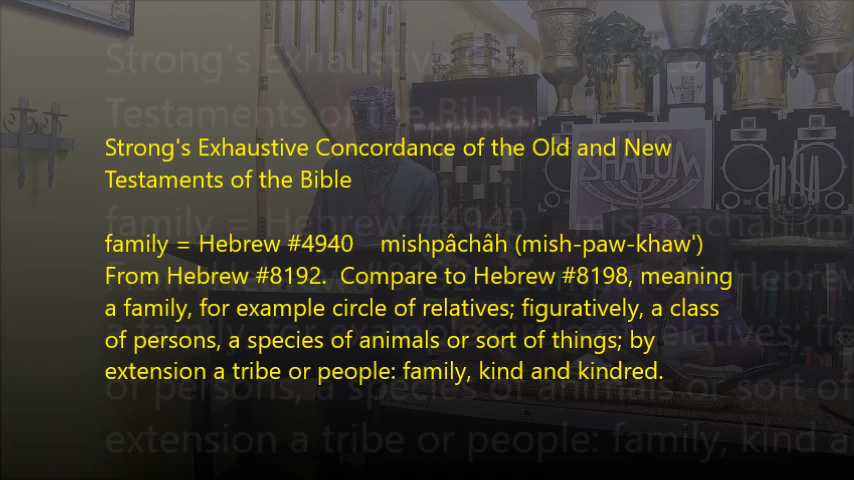 Strong's Exhaustive Concordance of the Old and New
Testaments of the Bible
family = Hebrew #4940 mishpâchâh (mish-paw-khaw')
From Hebrew #8192. Compare to Hebrew #8198, meaning
a family, for example circle of relatives; figuratively, a class
of persons, a species of animals or sort of things; by
extension a tribe or people: family, kind and kindred.
SHALOM